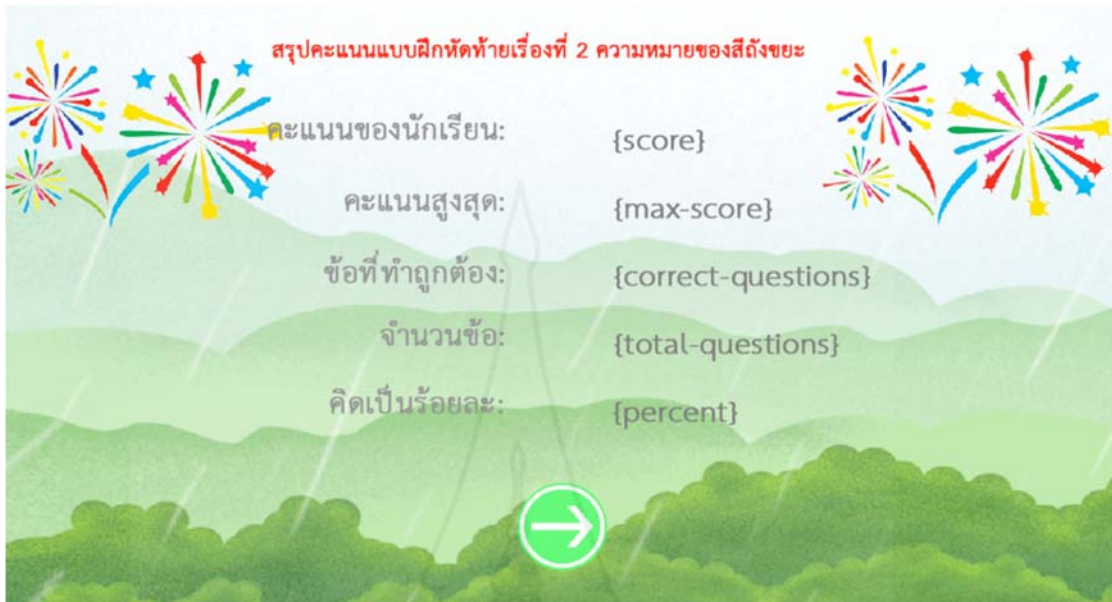 สรุปคะแนนแบบฝึกหัดท้ายเรื่องที่ 2 ความหมายของสีถังขยะ
คะแนนของนักเรียน: {score}
คะแนนสูงสุด: {max-score}
ข้อที่ทำถูกต้อง: {correct-questions}
จำนวนข้อ: {total-questions}
คิดเป็นร้อยละ: {percent}